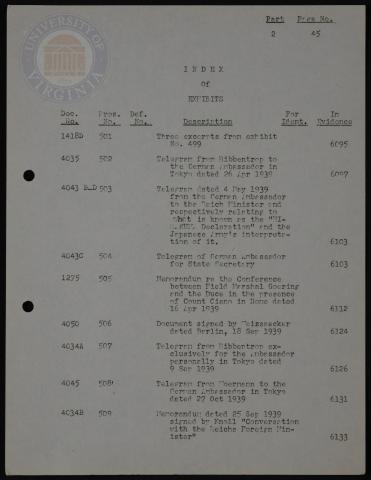 UNIVERSITY OF VIRGINIA
Part Page No.
2 45
INDEX
of
EXHIBITS
Doc. Pros. Def. For In
No. No. No. Description Ident. Evidence
1418D 501 Three excerpts from exhibit
No. 499 6095
4035 502 Telegram from Ribbentrop to
the German Ambassador in
Tokyo dated 26 Apr 1939 6097
4043 503 Telegram dated 4 May 1939
from the German Ambassador
to the Reich Minister and
respectively relating to
what is known as the
Declaration" and the
Japanese Army's interpreta-
tion of it. 6103
4043C 504 Telegram of German Ambassador
for State Secretary 6103
1275 505 Memorandum re the Conference
between Field Marshal Goering
and the Duce in the presence
of Count Ciano in Rome dated
16 Apr 1939 6112
4050 506 Document signed by Weizsaecker
dated Berlin, 18 Sep 1939 6124
4034A 507 Telegram from Ribbentrop ex-
clusively for the Ambassador
personally in Tokyo dated
9 Sep 1939 6126
4045 508 Telegram from Woermann to the
German Ambassador in Tokyo
dated 27 Oct 1939 6131
4034B 509 Memorandum dated 25 Sep 1939
signed by Knoll "Conversation
with the Reichs Foreign Min-
ister" 6133